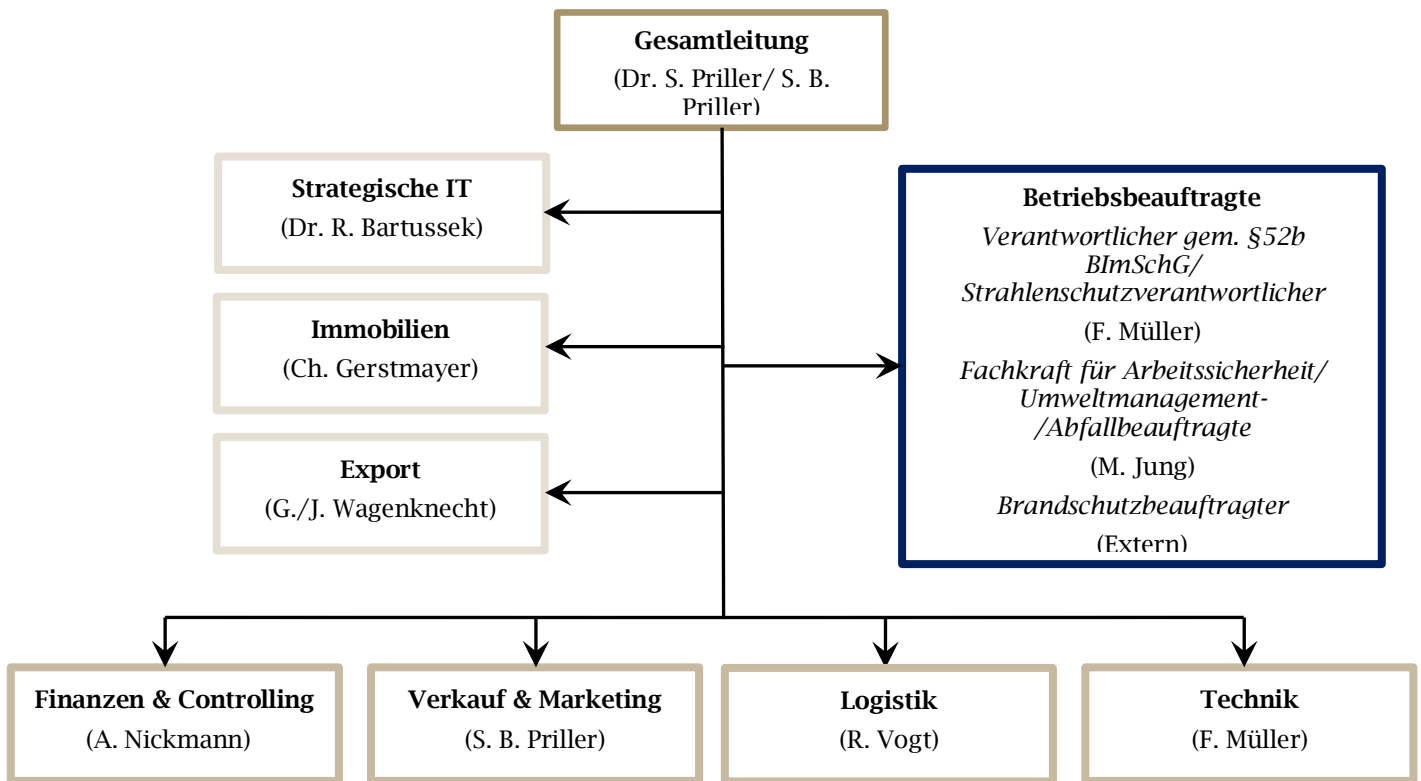 Gesamtleitung
(Dr. S. Priller/ S. B.
Priller)
Strategische IT
(Dr. R. Bartussek)
Immobilien
(Ch. Gerstmayer)
Export
(G./J. Wagenknecht)
Betriebsbeauftragte
Verantwortlicher gem. §52b
BImSchG/
Strahlenschutzverantwortlicher
(F. Müller)
Fachkraft für Arbeitssicherheit/
Umweltmanagement-
/Abfallbeauftragte
(M. Jung)
Brandschutzbeauftragter
(Extern)
Finanzen & Controlling
(A. Nickmann)
Verkauf & Marketing
(S. B. Priller)
Logistik
(R. Vogt)
Technik
(F. Müller)